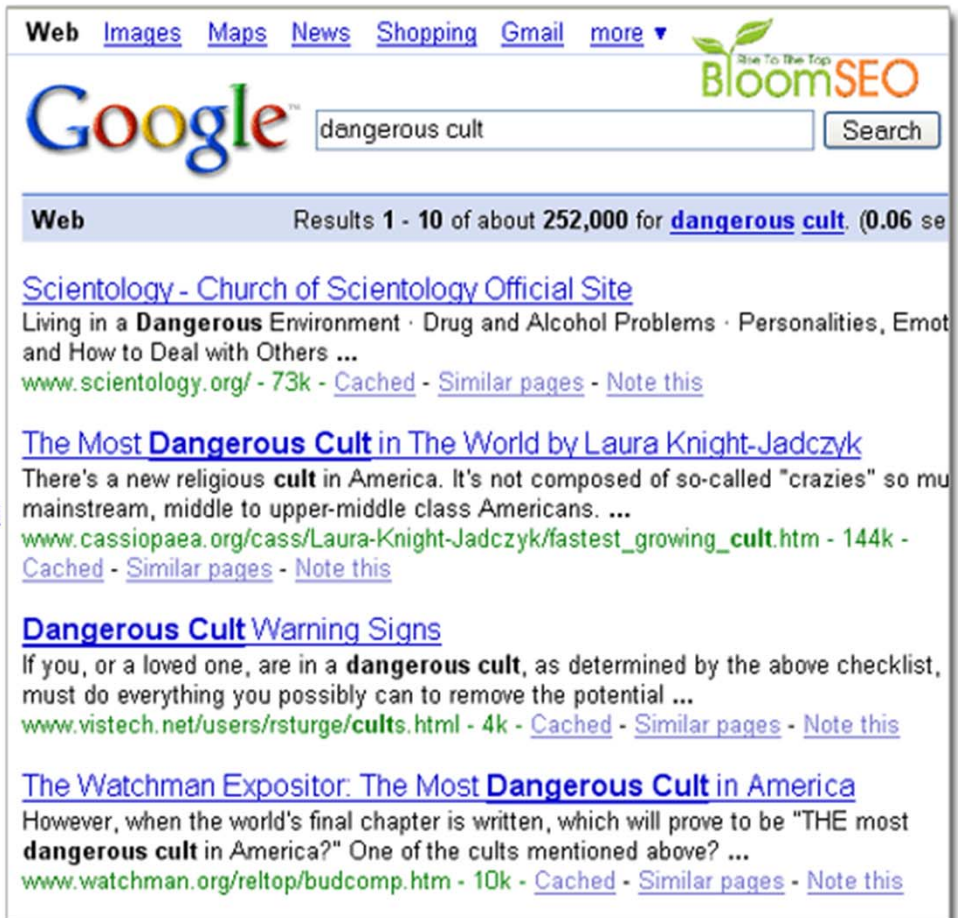 Web Images Maps News Shopping Gmail more ▼
Rise To The Top
BloomSEO
Google™
dangerous cult
Search
Web Results 1 - 10 of about 252,000 for dangerous cult. (0.06 se
Scientology - Church of Scientology Official Site
Living in a Dangerous Environment · Drug and Alcohol Problems · Personalities, Emot
and How to Deal with Others ...
www.scientology.org/ - 73k - Cached - Similar pages - Note this
The Most Dangerous Cult in The World by Laura Knight-Jadczyk
There's a new religious cult in America. It's not composed of so-called "crazies" so mu
mainstream, middle to upper-middle class Americans. ...
www.cassiopaea.org/cass/Laura-Knight-Jadczyk/fastest_growing_cult.htm - 144k -
Cached - Similar pages - Note this
Dangerous Cult Warning Signs
If you, or a loved one, are in a dangerous cult, as determined by the above checklist,
must do everything you possibly can to remove the potential ...
www.vistech.net/users/rsturge/cults.html - 4k - Cached - Similar pages - Note this
The Watchman Expositor: The Most Dangerous Cult in America
However, when the world's final chapter is written, which will prove to be "THE most
dangerous cult in America?" One of the cults mentioned above? ...
www.watchman.org/reltop/budcomp.htm - 10k - Cached - Similar pages - Note this